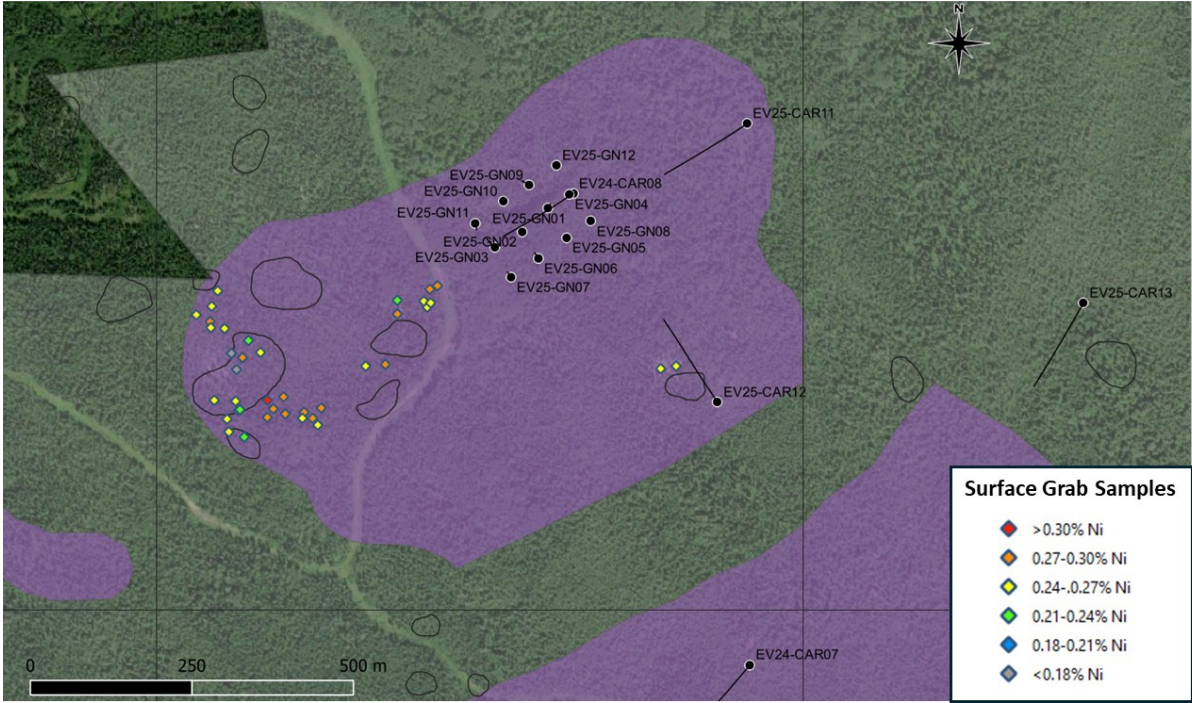 N
EV25-CAR11
EV25-GN12
EV25-GN09
EV24-CAR08
EV25-GN10
EV25-GN04
EV25-GN11
EV25-GN01
EV25-GN08
EV25-GN02
EV25-GN05
EV25-GN03
EV25-GN06
EV25-GN07
EV25-CAR13
EV25-CAR12
EV24-CAR07
0 250 500 m
Surface Grab Samples
>0.30% Ni
0.27-0.30% Ni
0.24-.0.27% Ni
0.21-0.24% Ni
0.18-0.21% Ni
<0.18% Ni